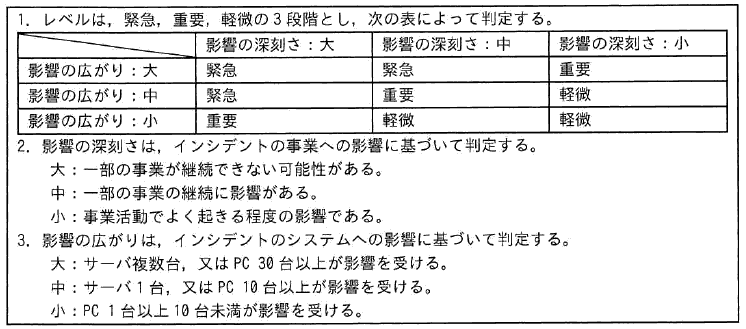 1．レベルは，緊急，重要，軽微の3段階とし，次の表によって判定する。
影響の深刻さ：大 影響の深刻さ：中 影響の深刻さ：小
影響の広がり：大 緊急 緊急 重要
影響の広がり：中 緊急 重要 軽微
影響の広がり：小 重要 軽微 軽微
2．影響の深刻さは，インシデントの事業への影響に基づいて判定する。
大：一部の事業が継続できない可能性がある。
中：一部の事業の継続に影響がある。
小：事業活動でよく起きる程度の影響である。
3．影響の広がりは，インシデントのシステムへの影響に基づいて判定する。
大：サーバ複数台，又はPC 30台以上が影響を受ける。
中：サーバ1台，又はPC 10台以上が影響を受ける。
小：PC 1台以上10台未満が影響を受ける。